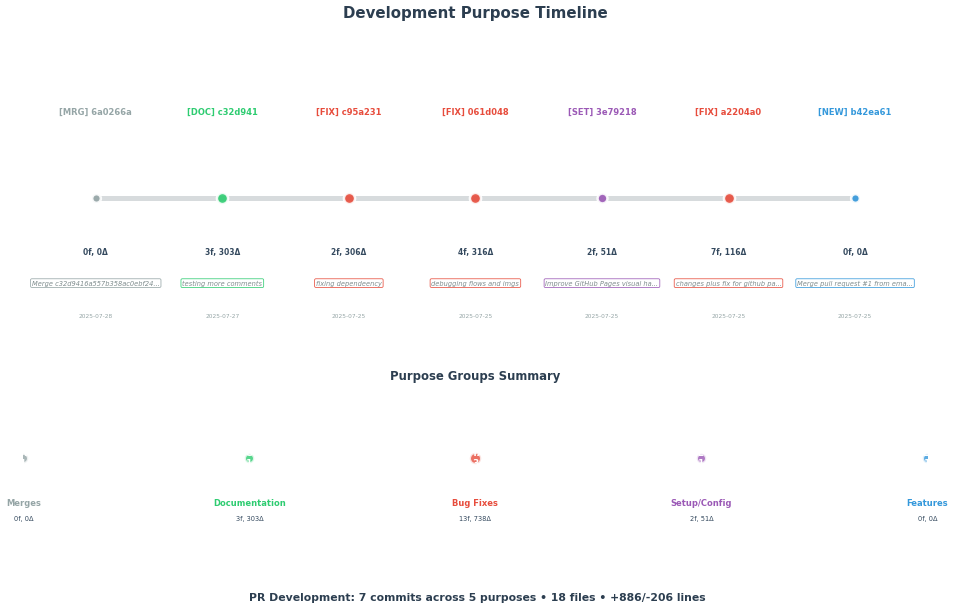 Development Purpose Timeline
[MRG] 6a0266a [DOC] c32d941 [FIX] c95a231 [FIX] 061d048 [SET] 3e79218 [FIX] a2204a0 [NEW] b42ea61
0f, 0Δ 3f, 303Δ 2f, 306Δ 4f, 316Δ 2f, 51Δ 7f, 116Δ 0f, 0Δ
Merge c32d9416a557b358ac0ebf24... testing more comments fixing dependeency debugging flows and imgs Improve GitHub Pages visual ha... changes plus fix for github pa... Merge pull request #1 from ema...
2025-07-28 2025-07-27 2025-07-25 2025-07-25 2025-07-25 2025-07-25 2025-07-25
Purpose Groups Summary
Merges Documentation Bug Fixes Setup/Config Features
0f, 0Δ 3f, 303Δ 13f, 738Δ 2f, 51Δ 0f, 0Δ
PR Development: 7 commits across 5 purposes • 18 files • +886/-206 lines